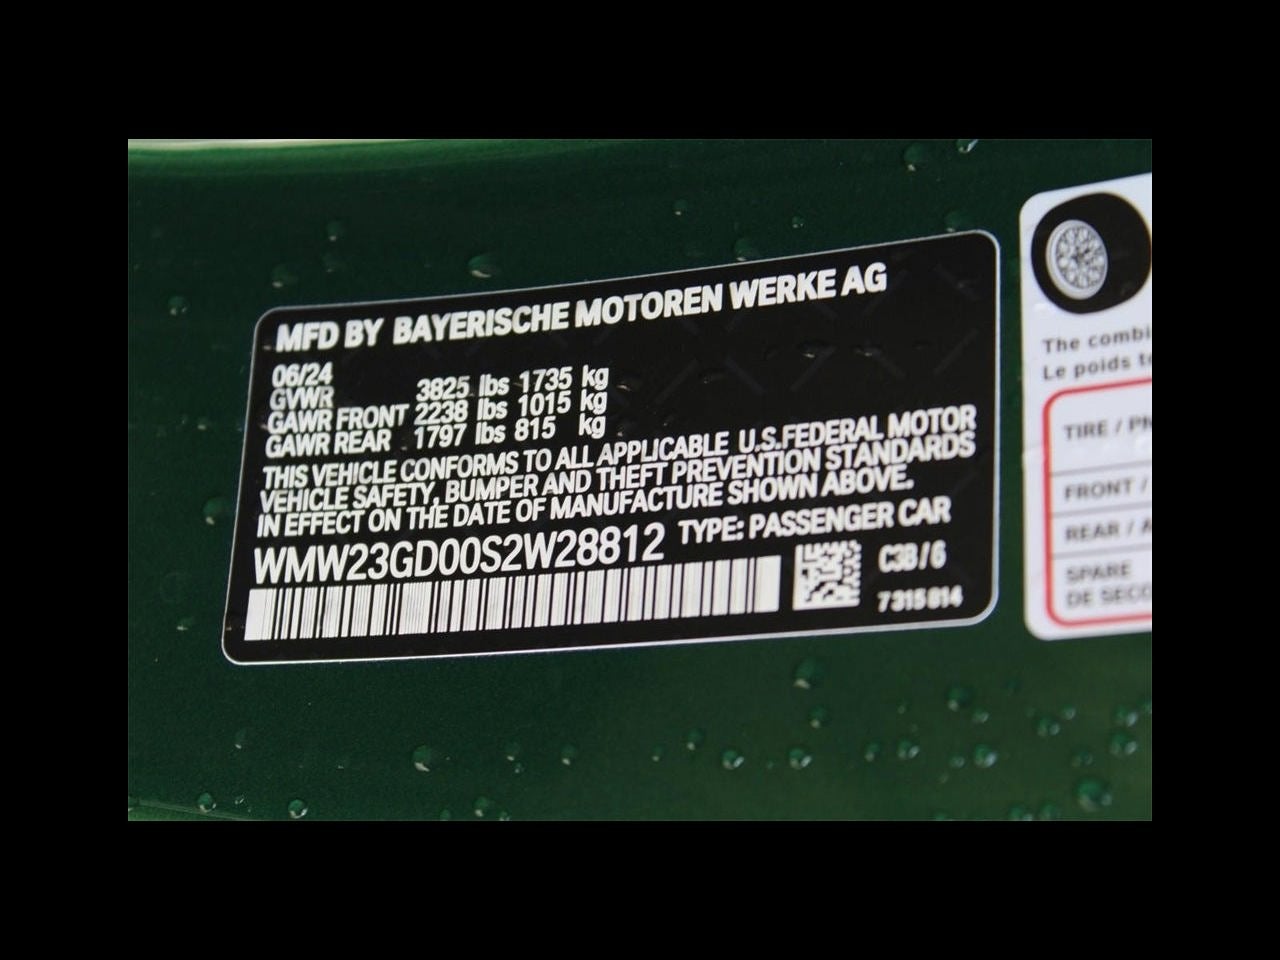 MFD BY BAYERISCHE MOTOREN WERKE AG
06/24
GVWR 3825 lbs 1735 kg
GAWR FRONT 2238 lbs 1015 kg
GAWR REAR 1797 lbs 815 kg
THIS VEHICLE CONFORMS TO ALL APPLICABLE U.S.FEDERAL MOTOR
VEHICLE SAFETY, BUMPER AND THEFT PREVENTION STANDARDS
IN EFFECT ON THE DATE OF MANUFACTURE SHOWN ABOVE.
WMW23GD00S2W28812 TYPE: PASSENGER CAR
C3B/6
7315814
The combi
Le poids t
TIRE / PN
FRONT /
REAR / A
SPARE
DE SECO